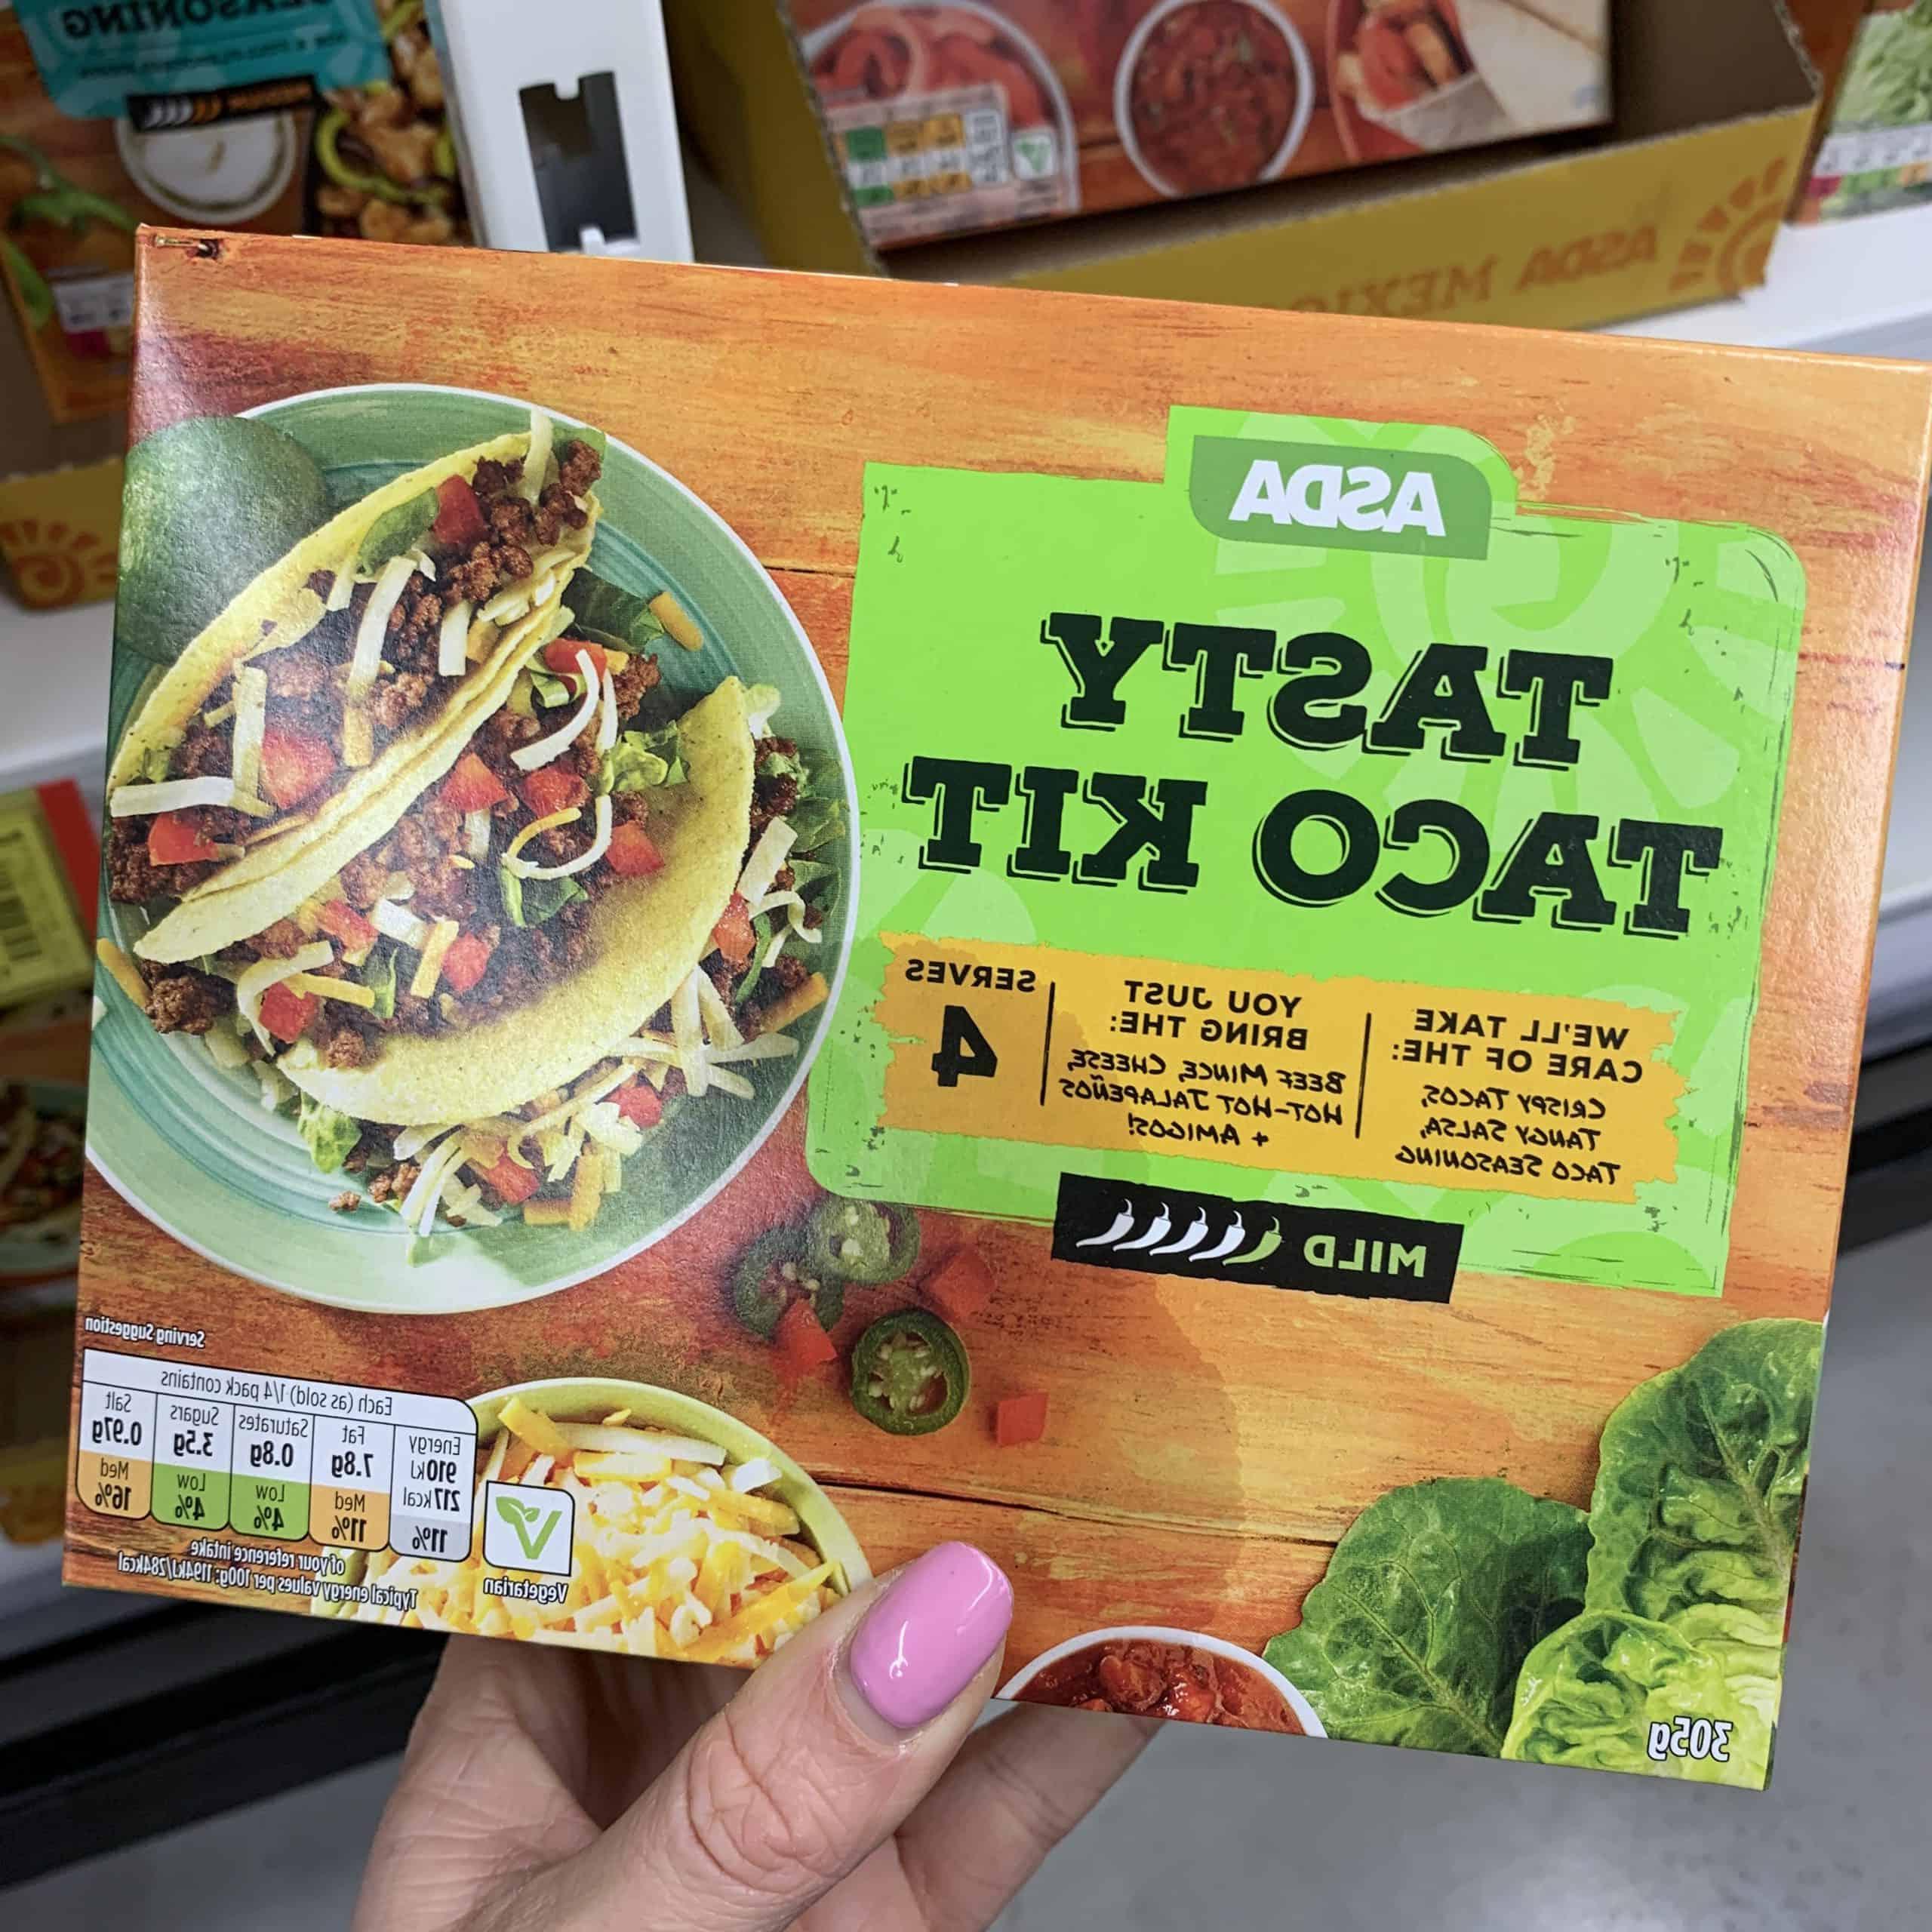 SEASONING
MEDIUM
ASDA MEXIC
ASDA
TASTY
TACO KIT
WE'LL TAKE
CARE OF THE:
CRISPY TACOS,
TANGY SALSA,
TACO SEASONING
YOU JUST
BRING THE:
BEEF MINCE, CHEESE,
HOT-HOT JALAPEÑOS
+ AMIGOS!
SERVES
4
MILD
Serving Suggestion
Each (as sold) 1/4 pack contains
Energy
910kJ
217kcal
11%
Fat
7.8g
Med
11%
Saturates
0.8g
Low
4%
Sugars
3.5g
Low
4%
Salt
0.97g
Med
16%
of your reference intake
Typical energy values per 100g: 1194kJ/284kcal
Vegetarian
305g